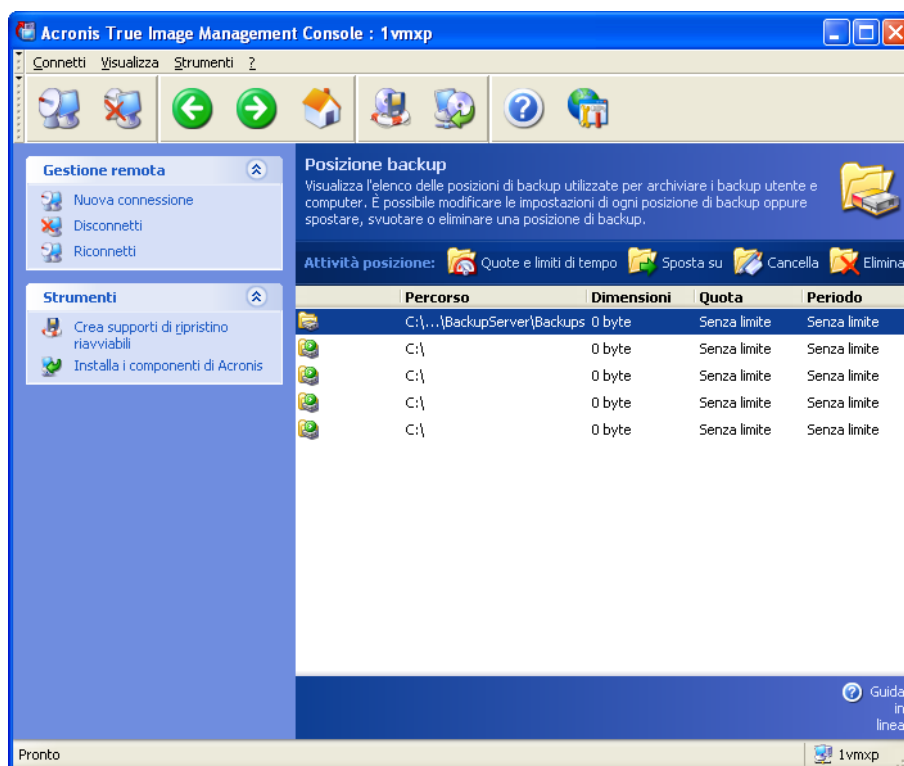 Acronis True Image Management Console : 1vmxp
Connetti Visualizza Strumenti ?
Gestione remota
Nuova connessione
Disconnetti
Riconnetti
Strumenti
Crea supporti di ripristino
riavviabili
Installa i componenti di Acronis
Posizione backup
Visualizza l'elenco delle posizioni di backup utilizzate per archiviare i backup utente e
computer. È possibile modificare le impostazioni di ogni posizione di backup oppure
spostare, svuotare o eliminare una posizione di backup.
Attività posizione: Quote e limiti di tempo Sposta su Cancella Elimina
Percorso Dimensioni Quota Periodo
C:\...\BackupServer\Backups 0 byte Senza limite Senza limite
C:\ 0 byte Senza limite Senza limite
C:\ 0 byte Senza limite Senza limite
C:\ 0 byte Senza limite Senza limite
C:\ 0 byte Senza limite Senza limite
Guida
in
linea
Pronto
1vmxp